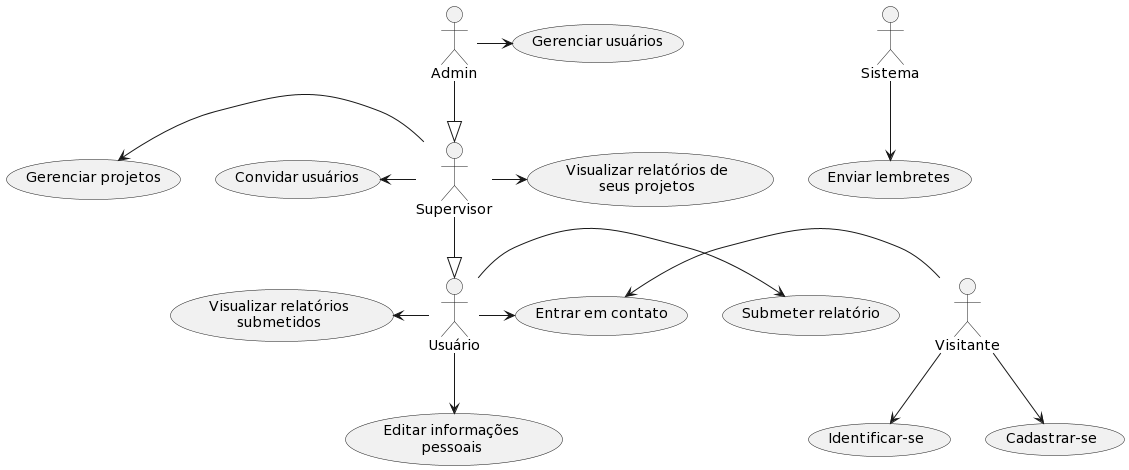 Gerenciar usuários
Admin
Sistema
Gerenciar projetos
Convidar usuários
Visualizar relatórios de
seus projetos
Enviar lembretes
Supervisor
Visualizar relatórios
submetidos
Entrar em contato
Submeter relatório
Usuário
Visitante
Editar informações
pessoais
Identificar-se
Cadastrar-se